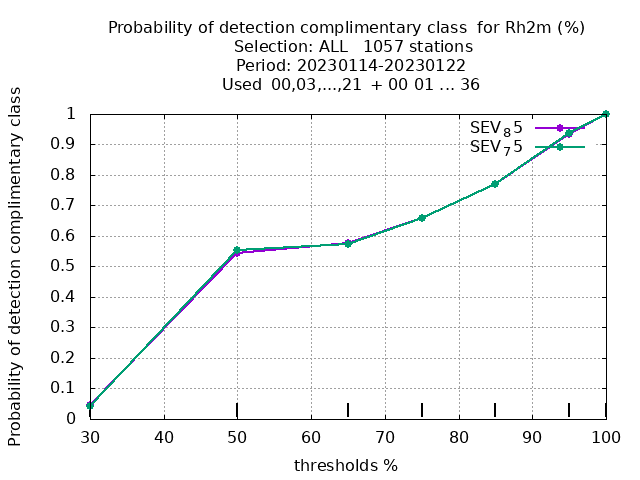 Probability of detection complimentary class  for Rh2m (%)
Selection: ALL   1057 stations
Period: 20230114-20230122
Used  00,03,...,21  + 00 01 ... 36
Probability of detection complimentary class
1
0.9
0.8
0.7
0.6
0.5
0.4
0.3
0.2
0.1
0
SEV85
SEV75
30 40 50 60 70 80 90 100
thresholds %